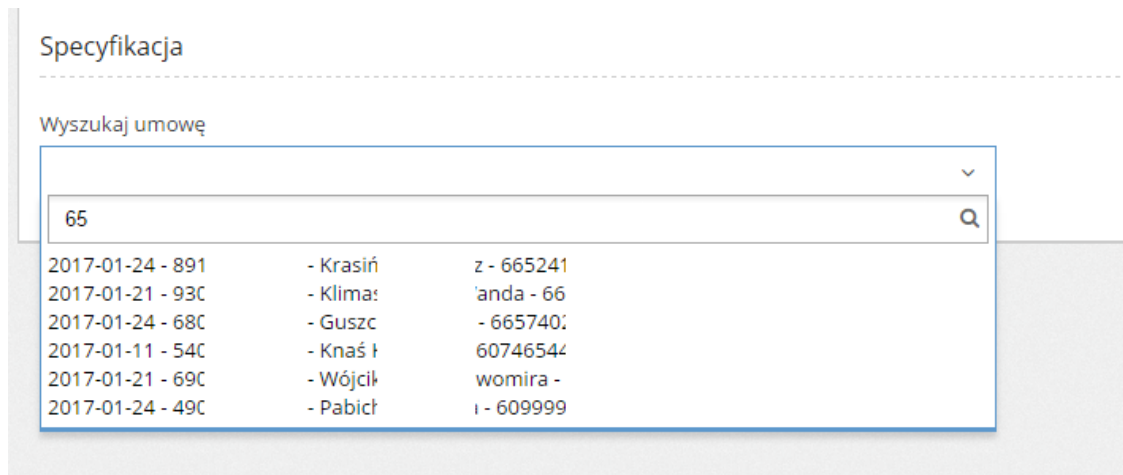 Specyfikacja
Wyszukaj umowę
65
2017-01-24 - 891 - Krasiń z - 665241
2017-01-21 - 930 - Klimas anda - 66
2017-01-24 - 680 - Guszc - 665740
2017-01-11 - 540 - Knaś 6074654
2017-01-21 - 690 - Wójcik womira -
2017-01-24 - 490 - Pabich - 609999